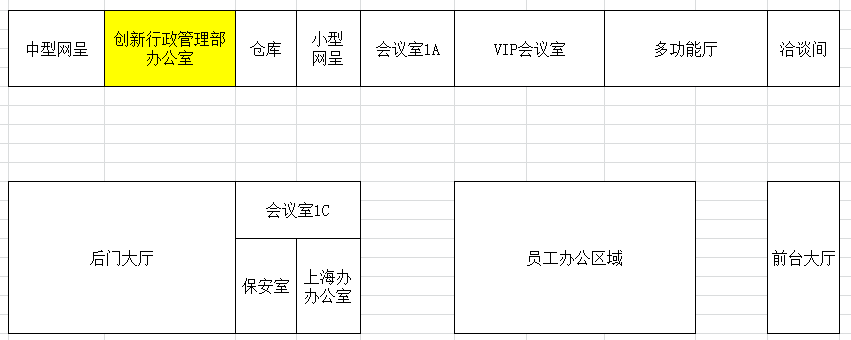 中型网呈
创新行政管理部
办公室
仓库
小型
网呈
会议室1A
VIP会议室
多功能厅
洽谈间
后门大厅
会议室1C
保安室
上海办
办公室
员工办公区域
前台大厅